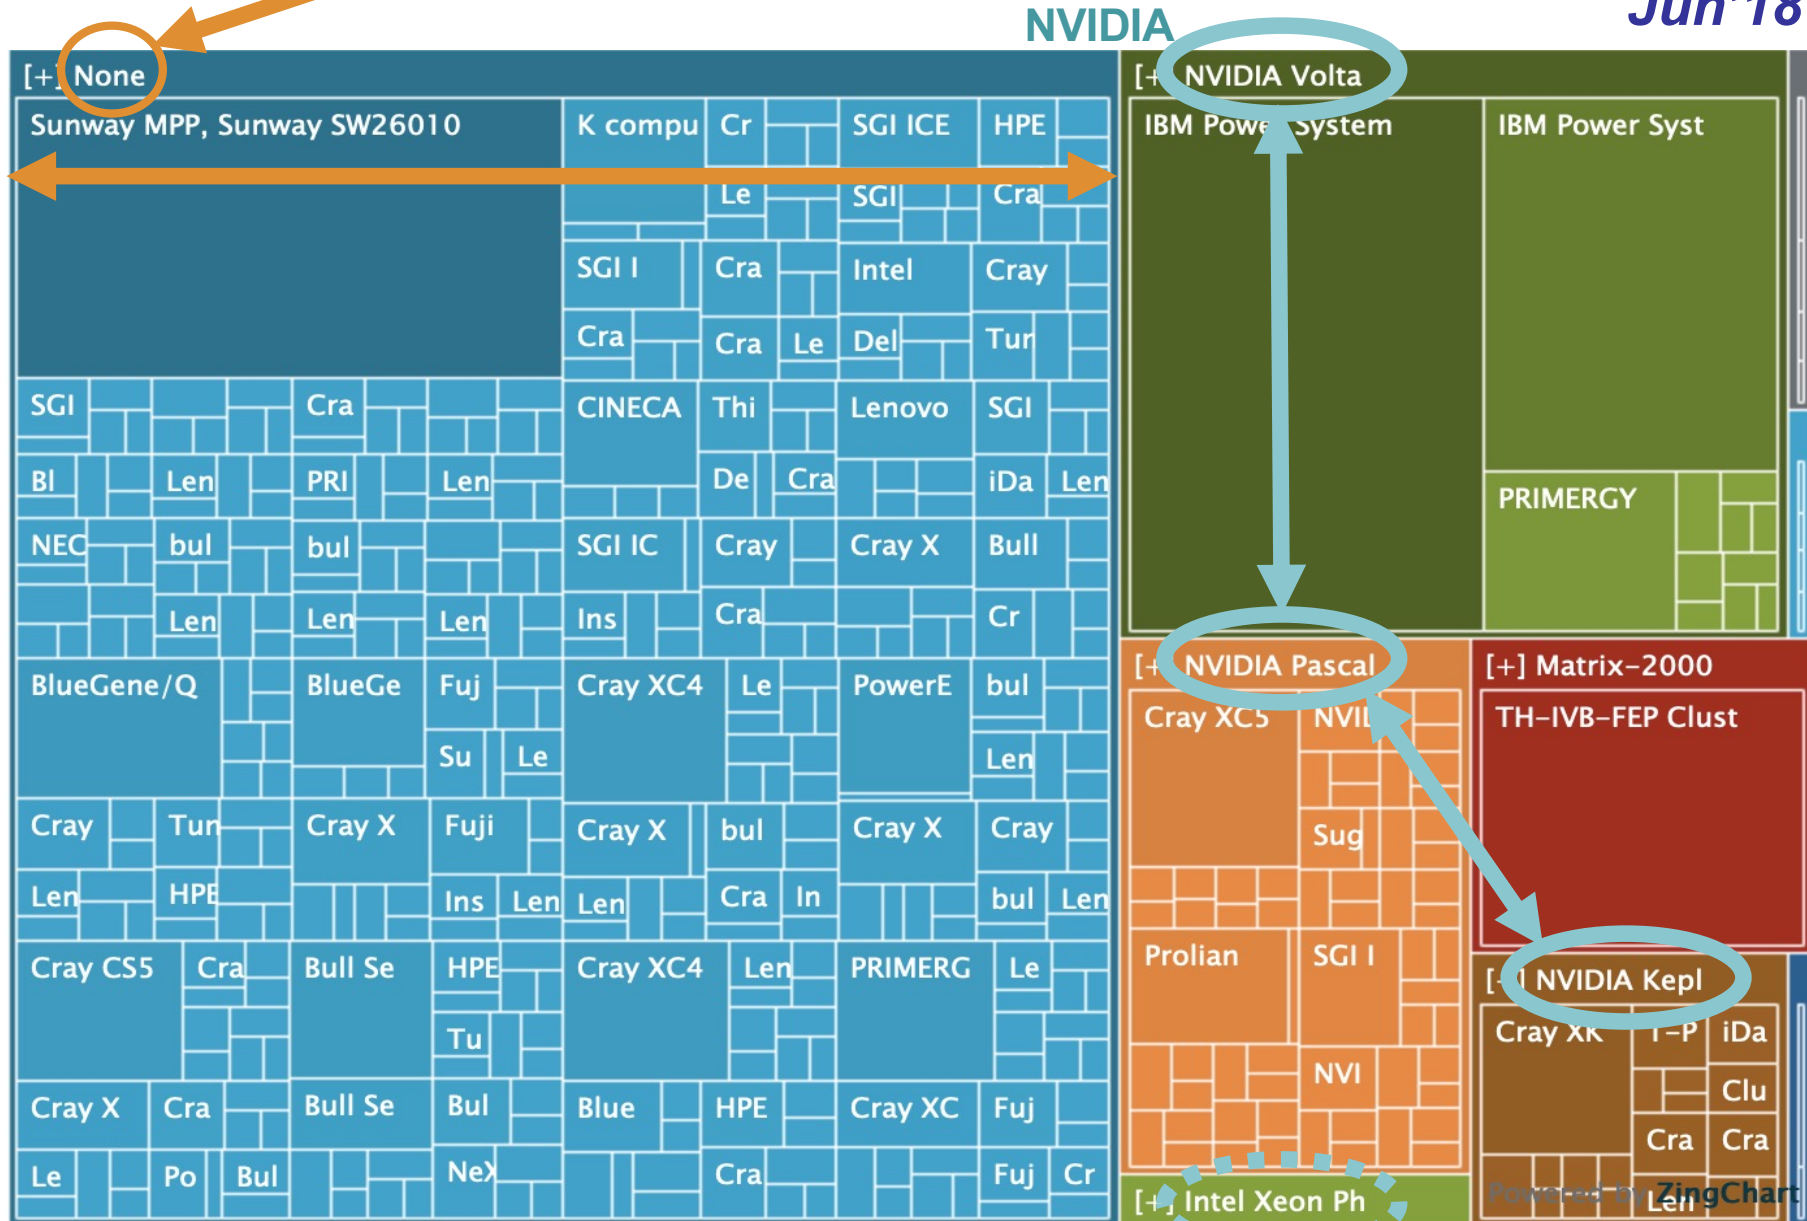 NVIDIA
Jun'18
[+] None
Sunway MPP, Sunway SW26010
K compu
Cr
SGI ICE
HPE
Le
SGI
Cra
SGI I
Cra
Intel
Cray
Cra
Cra
Le
Del
Tur
SGI
Cra
CINECA
Thi
Lenovo
SGI
Bl
Len
PRI
Len
De
Cra
iDa
Len
NEC
bul
bul
SGI IC
Cray
Cray X
Bull
Len
Len
Len
Ins
Cra
Cr
BlueGene/Q
BlueGe
Fuj
Cray XC4
Le
PowerE
bul
Su
Le
Len
Cray
Tun
Cray X
Fuji
Cray X
bul
Cray X
Cray
Len
HPE
Ins
Len
Len
Cra
In
bul
Len
Cray CS5
Cra
Bull Se
HPE
Cray XC4
Len
PRIMERG
Le
Tu
Cray X
Cra
Bull Se
Bul
Blue
HPE
Cray XC
Fuj
Le
Po
Bul
NeX
Cra
Fuj
Cr
[+] NVIDIA Volta
IBM Power System
IBM Power Syst
PRIMERGY
[+] NVIDIA Pascal
Cray XC5
NVID
Sug
Prolian
SGI I
NVI
[+] Matrix-2000
TH-IVB-FEP Clust
[+] NVIDIA Kepl
Cray XK
T-P
iDa
Clu
Cra
Cra
Len
[+] Intel Xeon Ph
Powered by ZingChart